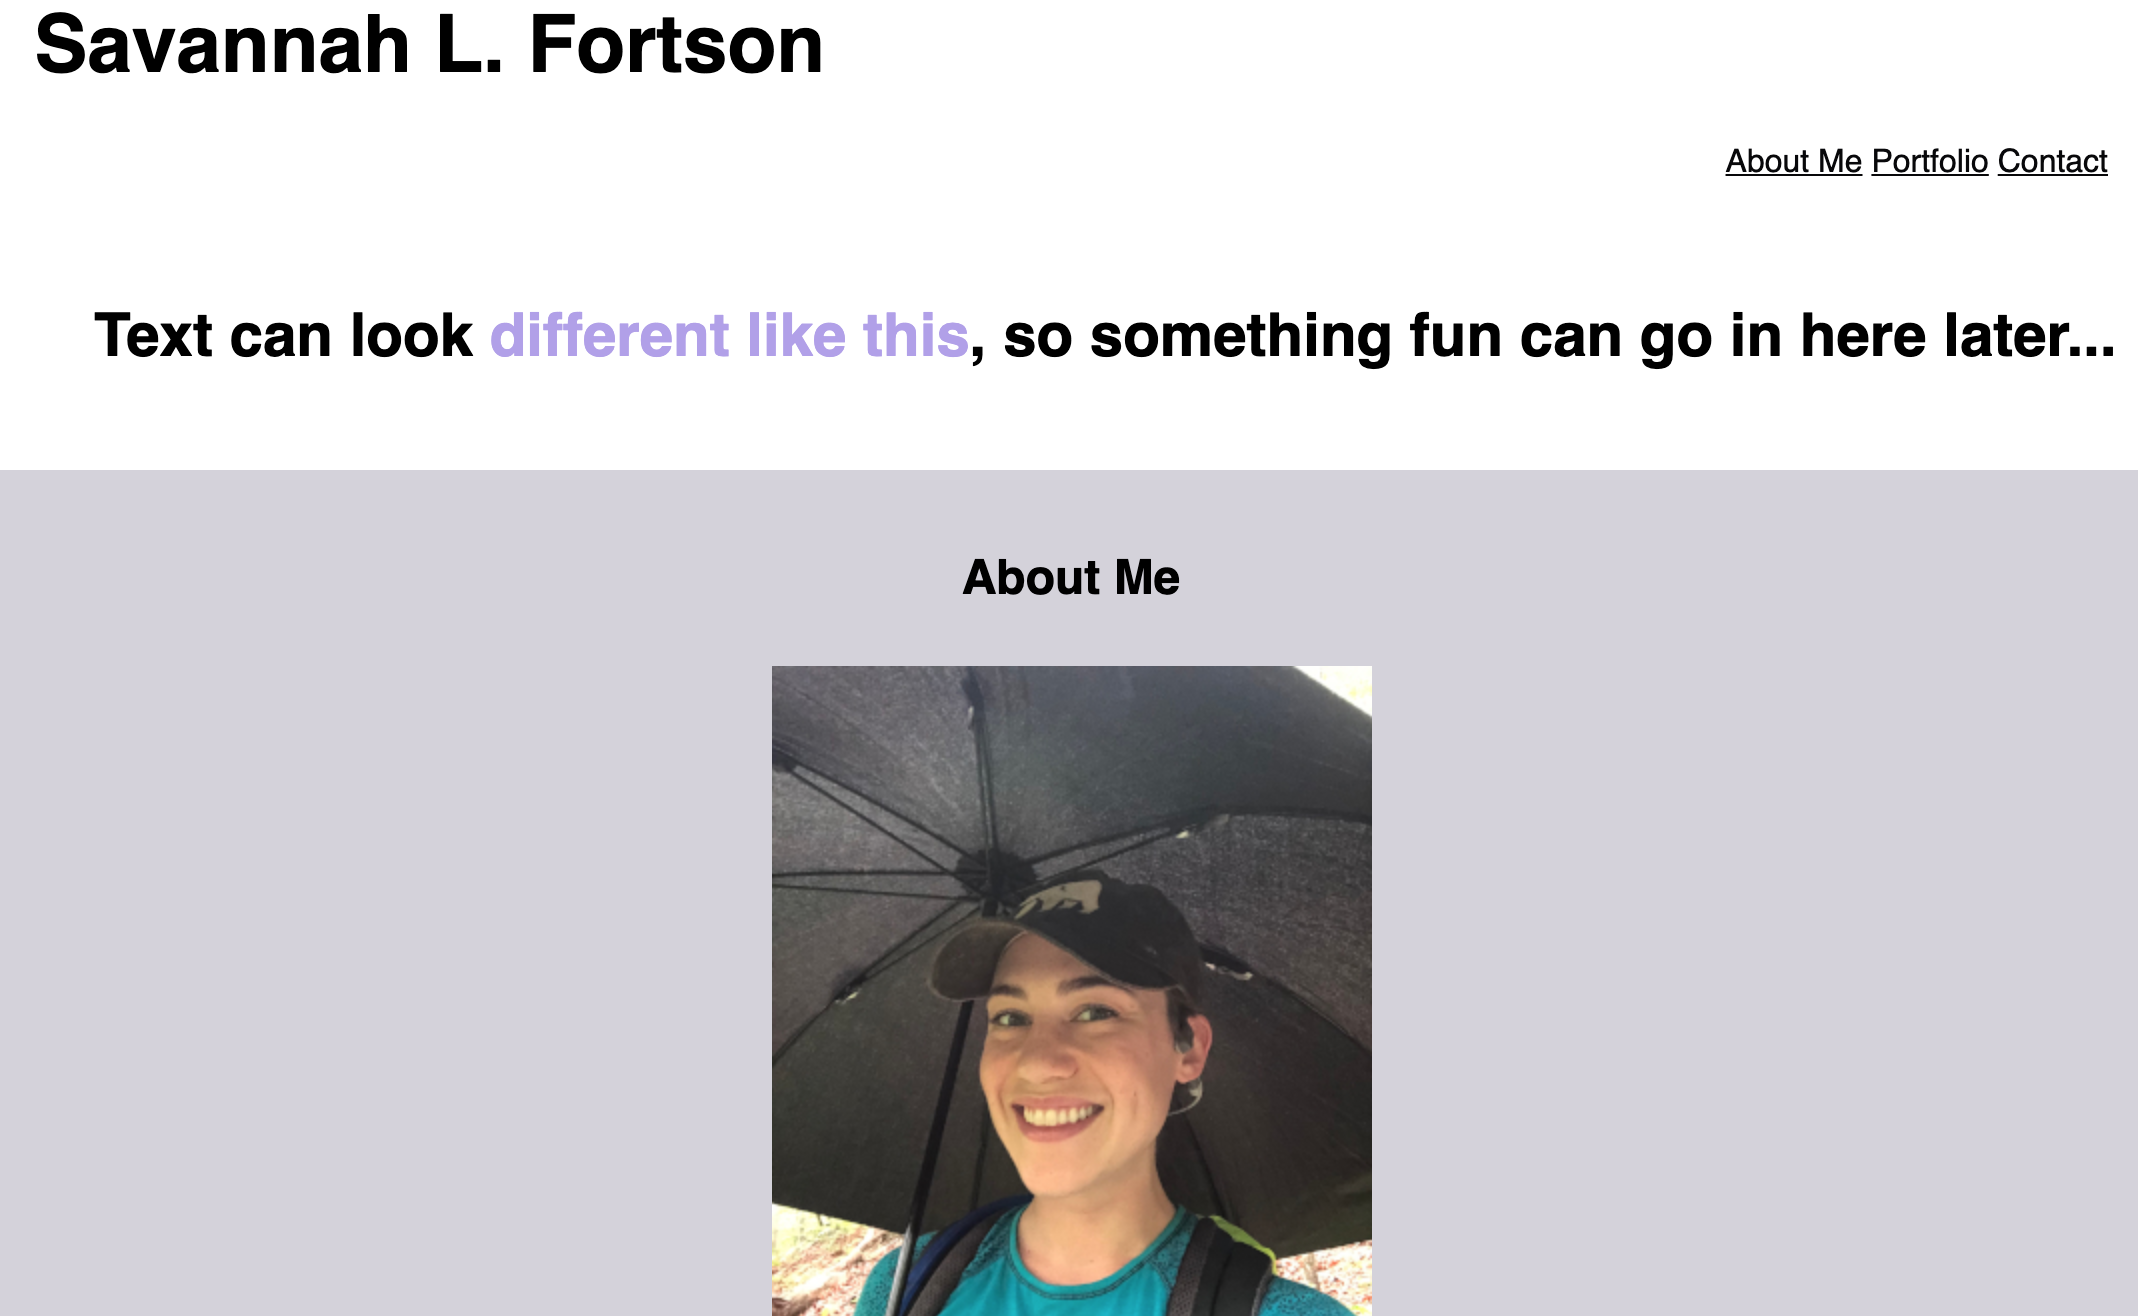 Savannah L. Fortson
About Me Portfolio Contact
Text can look different like this, so something fun can go in here later...
About Me